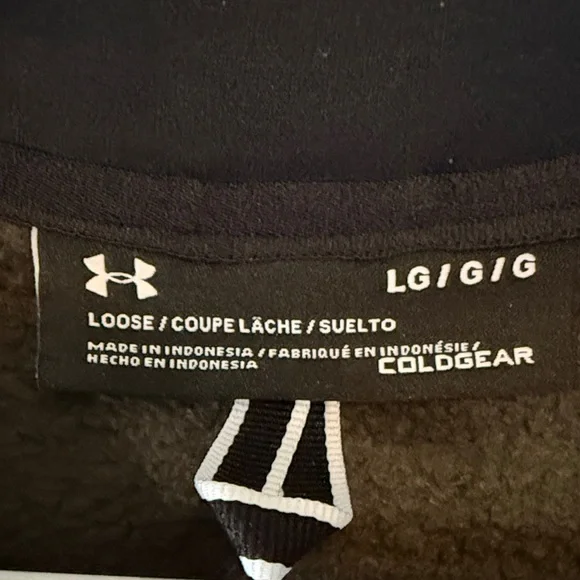 LG/G/G
LOOSE / COUPE LÂCHE / SUELTO
MADE IN INDONESIA / FABRIQUÉ EN INDONÉSIE /
HECHO EN INDONESIA
COLDGEAR